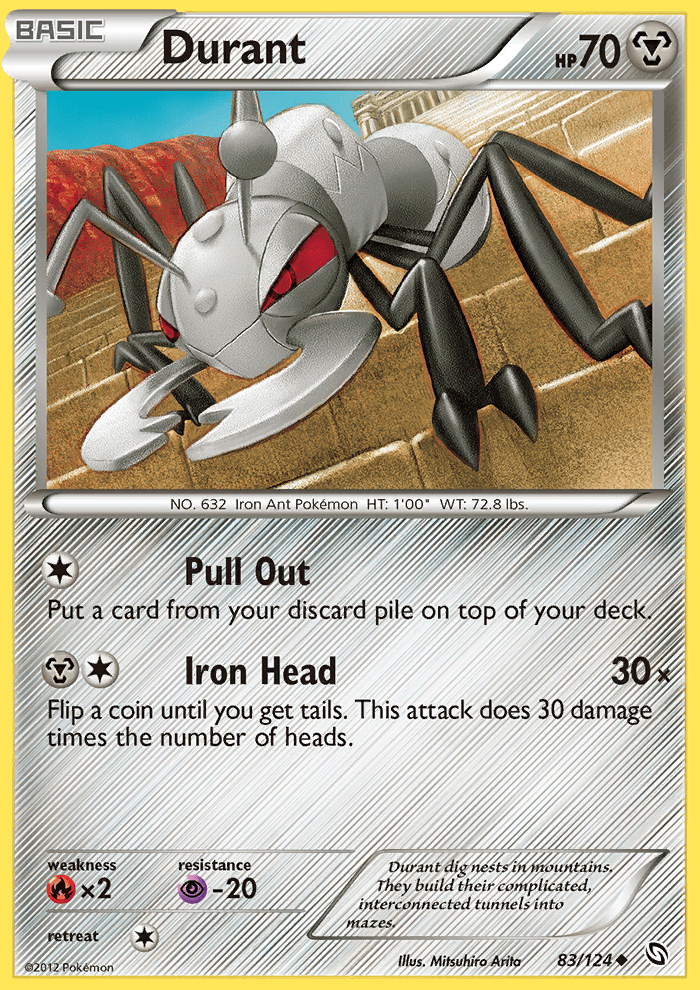 BASIC
Durant
HP70
NO. 632 Iron Ant Pokémon HT: 1'00" WT: 72.8 lbs.
Pull Out
Put a card from your discard pile on top of your deck.
Iron Head 30×
Flip a coin until you get tails. This attack does 30 damage
times the number of heads.
weakness
×2
resistance
-20
retreat
Durant dig nests in mountains.
They build their complicated,
interconnected tunnels into
mazes.
©2012 Pokémon
Illus. Mitsuhiro Arita
83/124